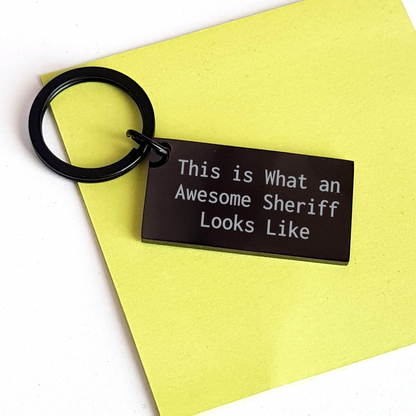 This is What an
Awesome Sheriff
Looks Like